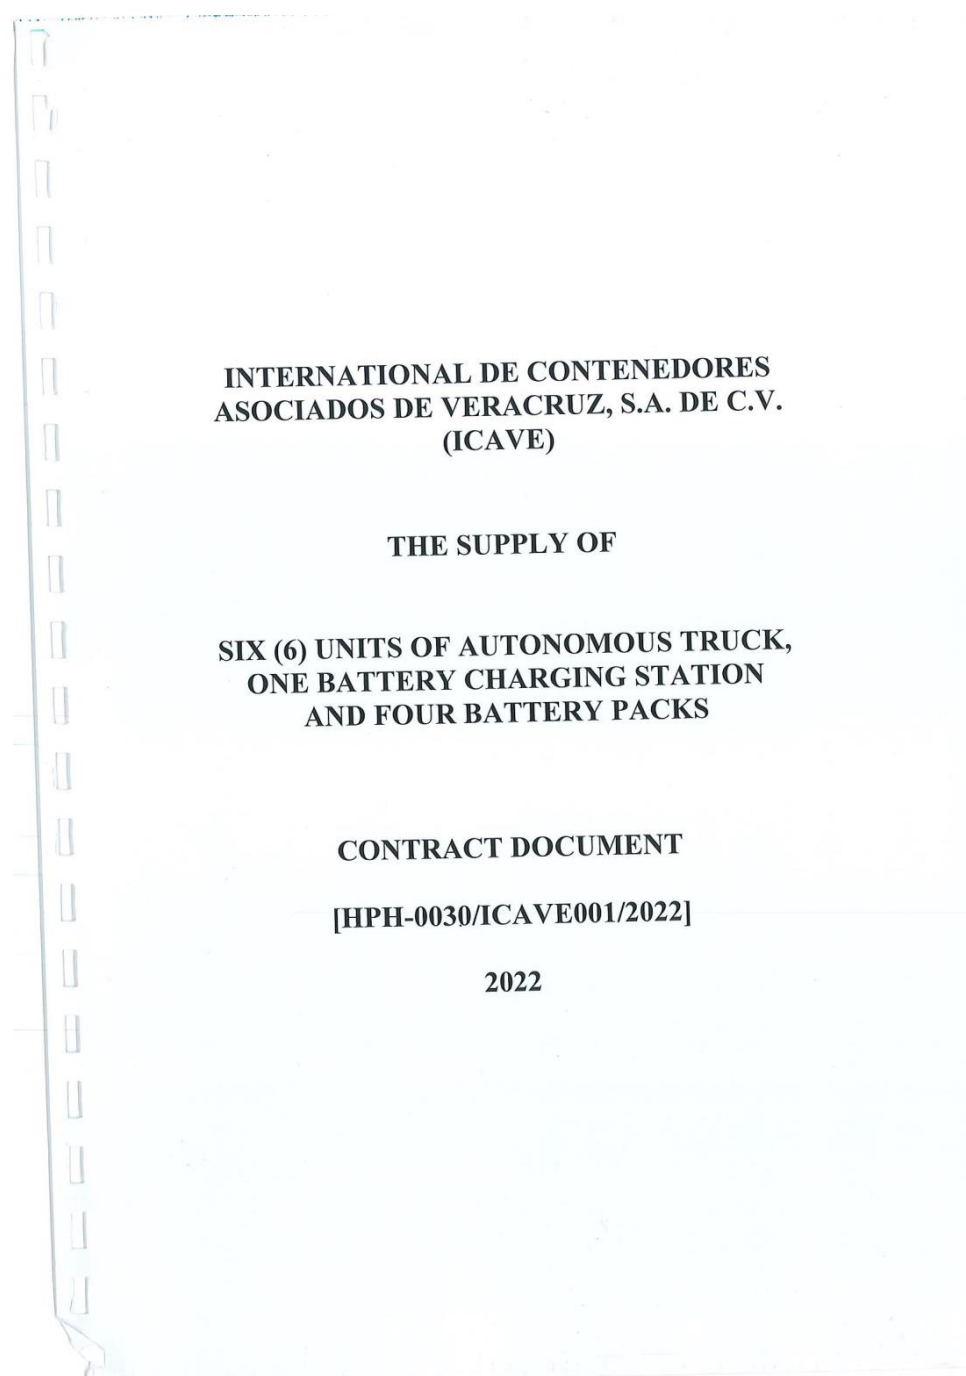 INTERNATIONAL DE CONTENEDORES
ASOCIADOS DE VERACRUZ, S.A. DE C.V.
(ICAVE)
THE SUPPLY OF
SIX (6) UNITS OF AUTONOMOUS TRUCK,
ONE BATTERY CHARGING STATION
AND FOUR BATTERY PACKS
CONTRACT DOCUMENT
[HPH-0030/ICAVE001/2022]
2022